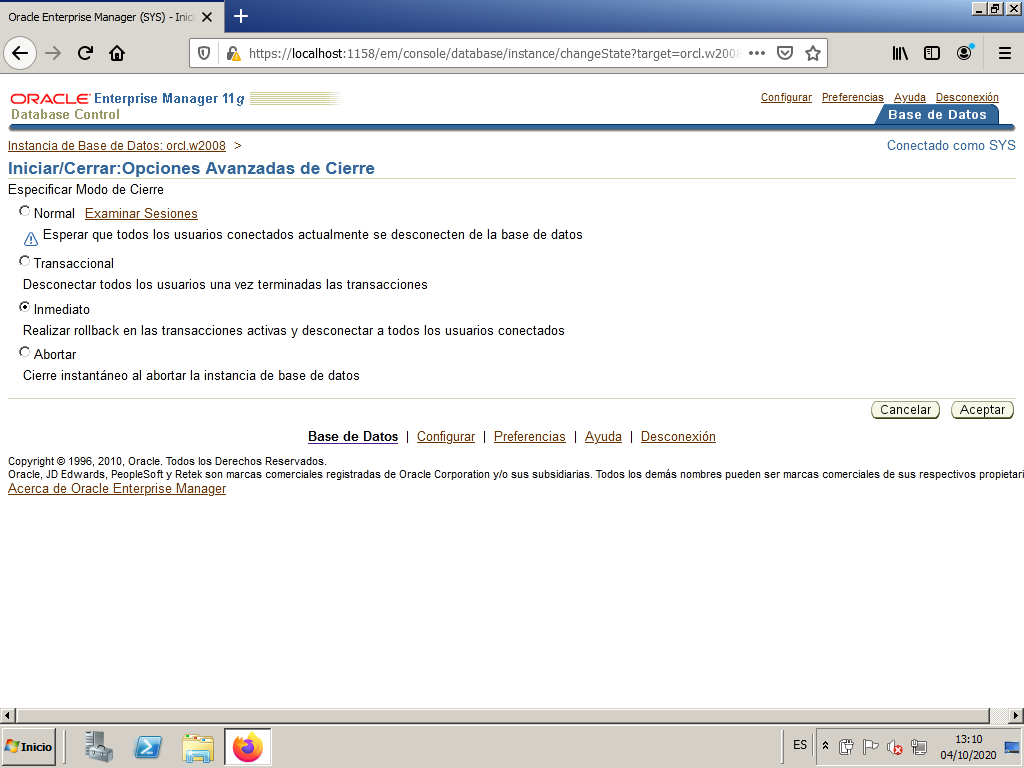 Oracle Enterprise Manager (SYS) - Inic
https://localhost:1158/em/console/database/instance/changeState?target=orcl.w2008
ORACLE Enterprise Manager 11g
Database Control
Configurar Preferencias Ayuda Desconexión
Base de Datos
Instancia de Base de Datos: orcl.w2008 >
Conectado como SYS
Iniciar/Cerrar:Opciones Avanzadas de Cierre
Especificar Modo de Cierre
Normal Examinar Sesiones
Esperar que todos los usuarios conectados actualmente se desconecten de la base de datos
Transaccional
Desconectar todos los usuarios una vez terminadas las transacciones
Inmediato
Realizar rollback en las transacciones activas y desconectar a todos los usuarios conectados
Abortar
Cierre instantáneo al abortar la instancia de base de datos
Cancelar Aceptar
Base de Datos | Configurar | Preferencias | Ayuda | Desconexión
Copyright © 1996, 2010, Oracle. Todos los Derechos Reservados.
Oracle, JD Edwards, PeopleSoft y Retek son marcas comerciales registradas de Oracle Corporation y/o sus subsidiarias. Todos los demás nombres pueden ser marcas comerciales de sus respectivos propietari
Acerca de Oracle Enterprise Manager
Inicio
ES
13:10
04/10/2020